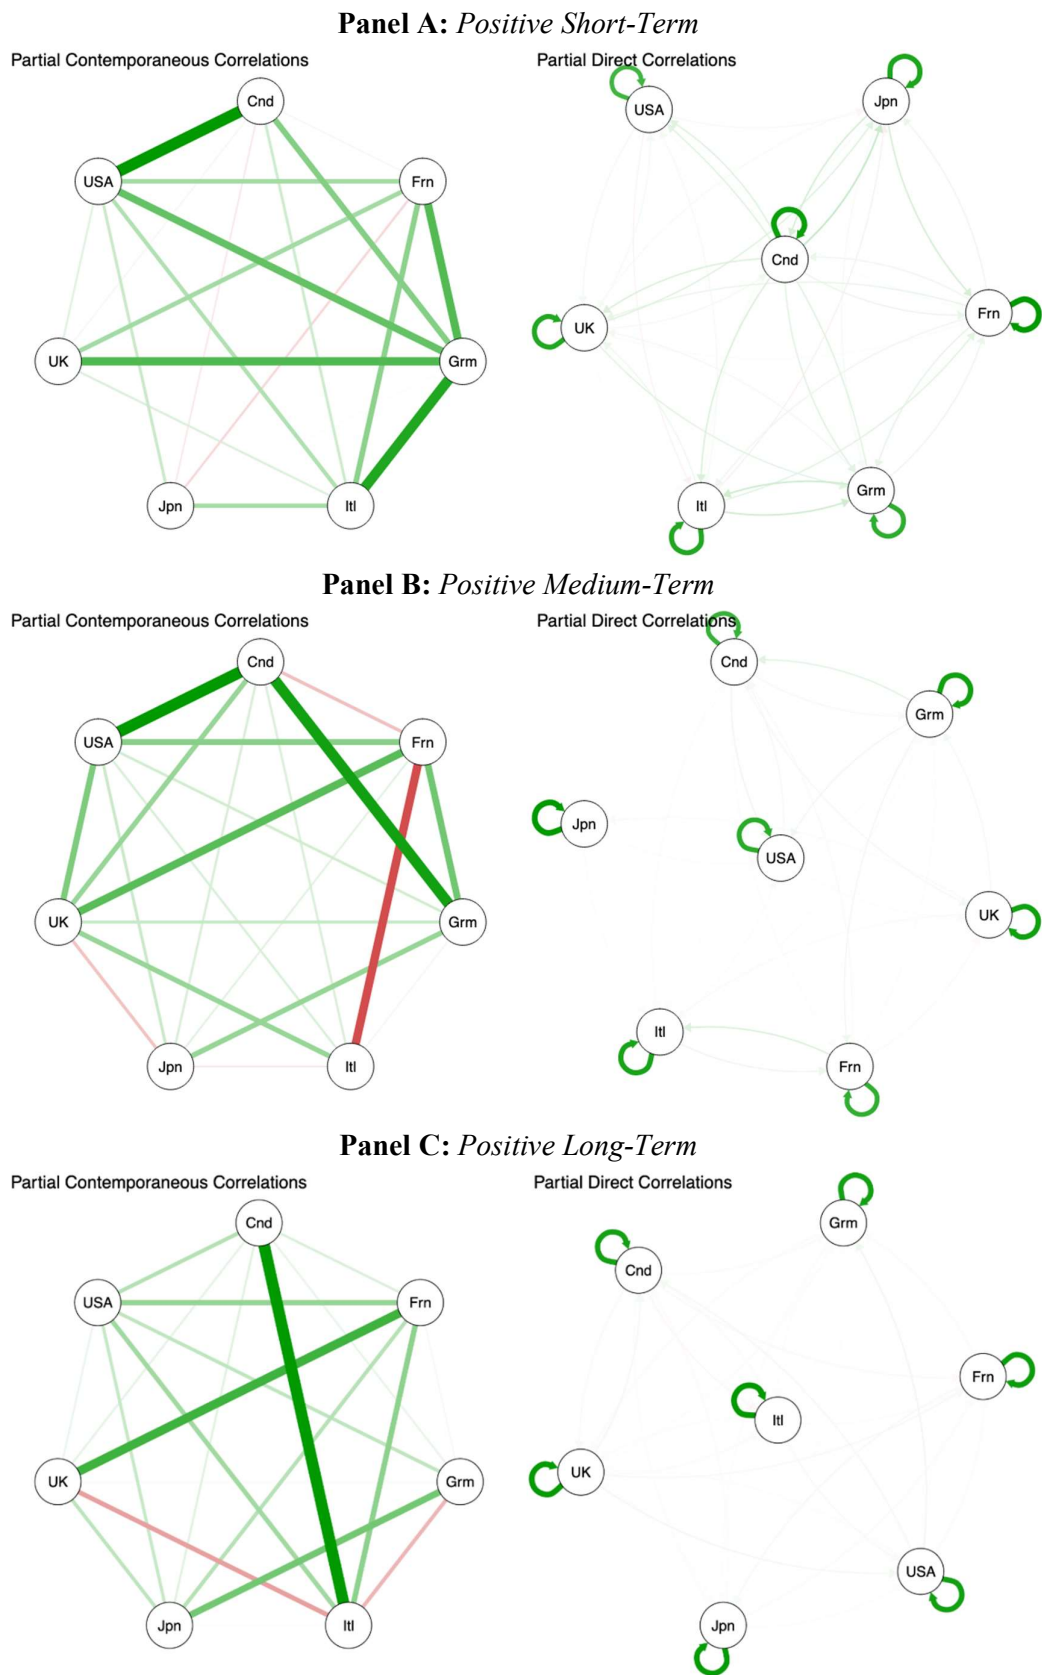 Panel A: Positive Short-Term
Partial Contemporaneous Correlations
Cnd
USA
Frn
UK
Grm
Jpn
Itl
Partial Direct Correlations
USA
Jpn
Cnd
Frn
UK
Grm
Itl
Panel B: Positive Medium-Term
Partial Contemporaneous Correlations
Cnd
USA
Frn
UK
Grm
Jpn
Itl
Partial Direct Correlations
Cnd
Grm
Jpn
USA
UK
Itl
Frn
Panel C: Positive Long-Term
Partial Contemporaneous Correlations
Cnd
USA
Frn
UK
Grm
Jpn
Itl
Partial Direct Correlations
Grm
Cnd
Frn
Itl
UK
USA
Jpn